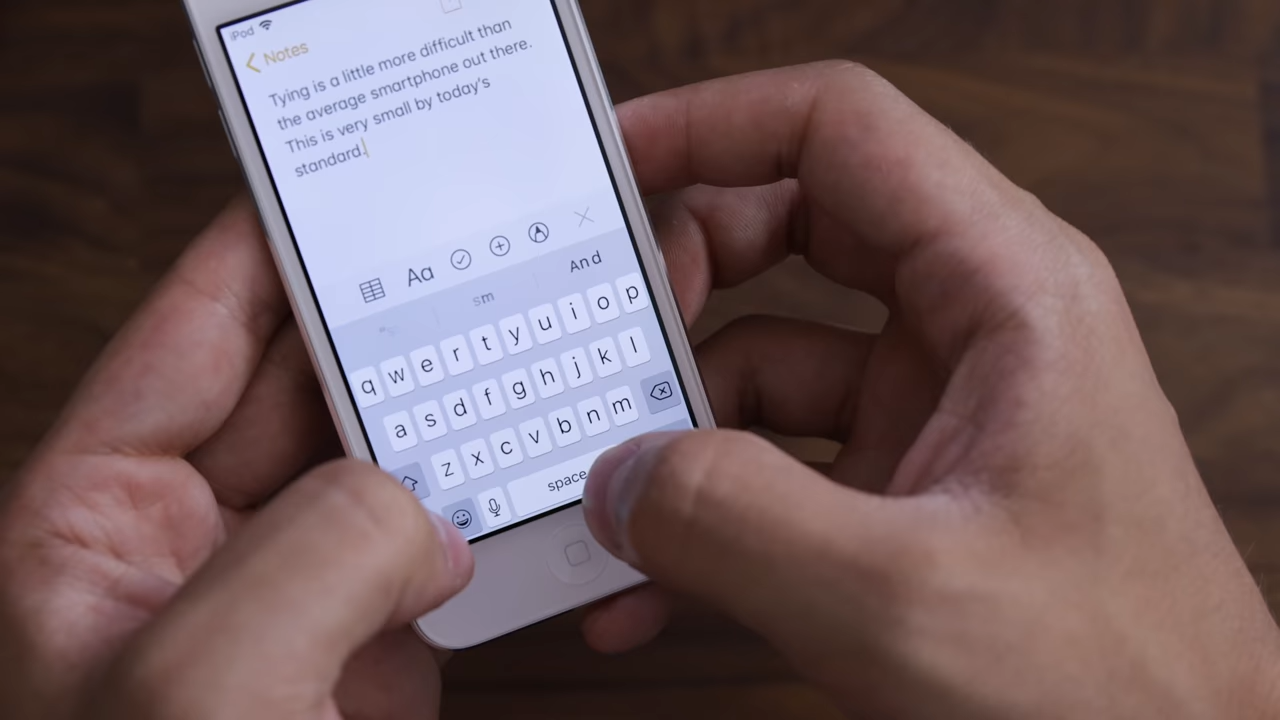 iPod
Notes
Tying is a little more difficult than
the average smartphone out there.
This is very small by today's
standard.
Aa
sm
And
q w e r t y u i o p
a s d f g h j k l
z x c v b n m
space